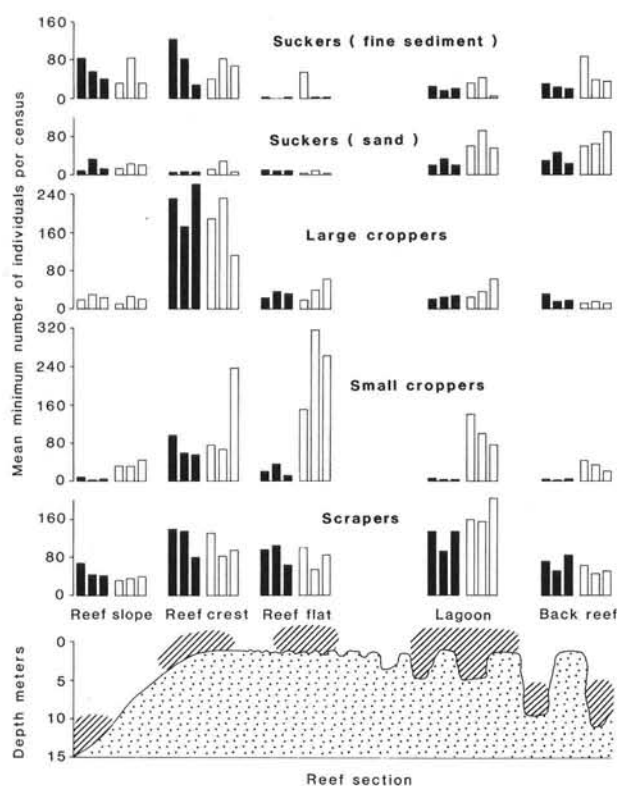 Mean minimum number of individuals per census
160
80
0
Suckers ( fine sediment )
80
0
Suckers ( sand )
240
160
80
0
Large croppers
320
240
160
80
0
Small croppers
160
80
0
Scrapers
Reef slope Reef crest Reef flat Lagoon Back reef
Depth meters
0
5
10
15
Reef section